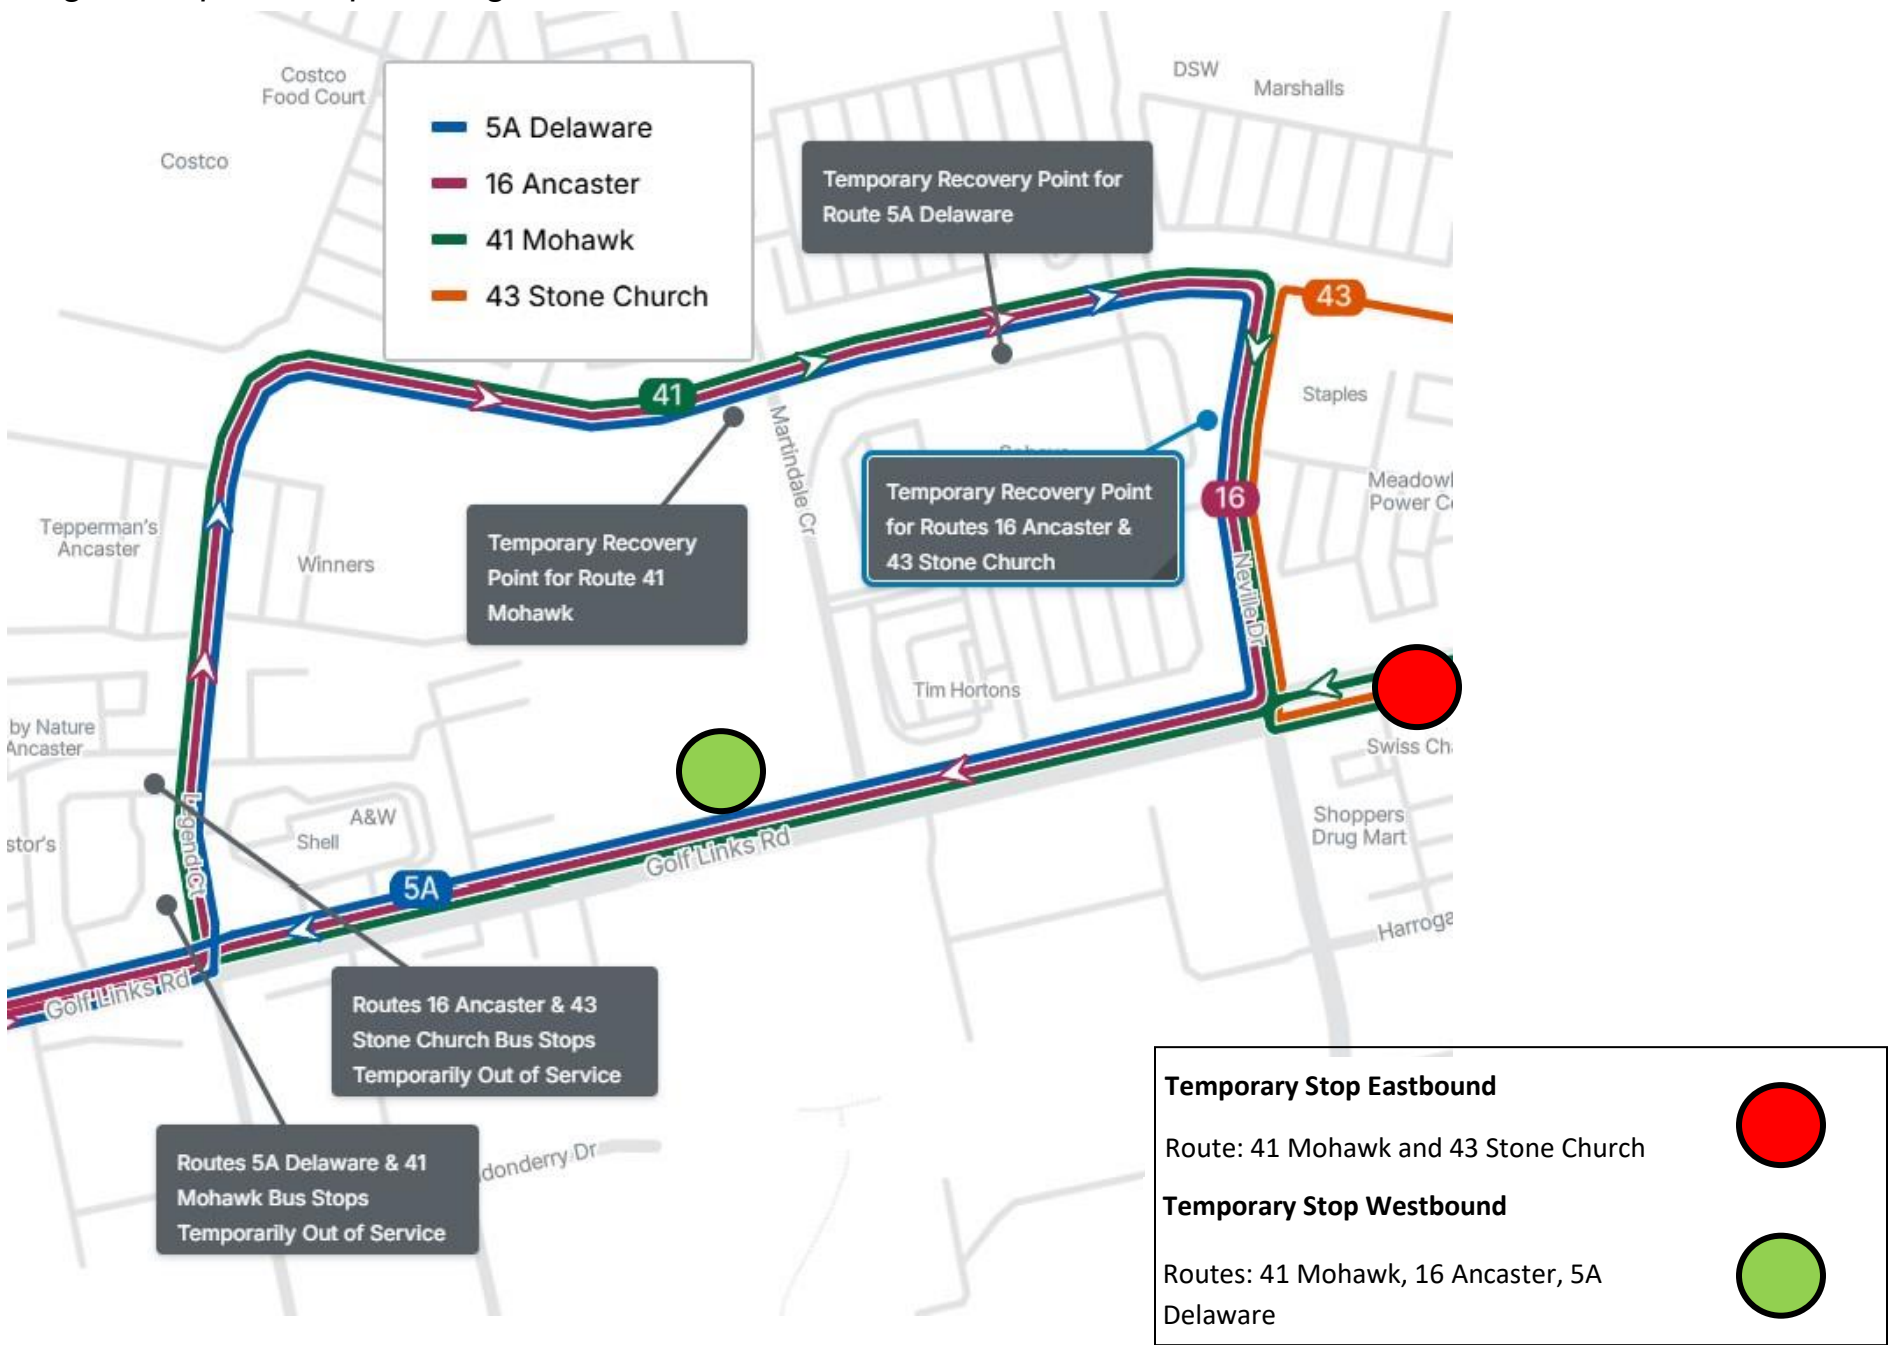 Costco
Food Court
Costco
5A Delaware
16 Ancaster
41 Mohawk
43 Stone Church
DSW
Marshalls
Temporary Recovery Point for
Route 5A Delaware
43
41
Staples
Martindale Cr
Temporary Recovery Point
for Routes 16 Ancaster &
43 Stone Church
16
Power
Tepperman's
Ancaster
Winners
Temporary Recovery
Point for Route 41
Mohawk
Neville Dr
Tim Hortons
by Nature
Ancaster
Swiss
Legend Ct
A&W
Shell
Shoppers
Drug Mart
Golf Links Rd
5A
Golf Links Rd
Routes 16 Ancaster & 43
Stone Church Bus Stops
Temporarily Out of Service
Routes 5A Delaware & 41
Mohawk Bus Stops
Temporarily Out of Service
donderry Dr
Temporary Stop Eastbound
Route: 41 Mohawk and 43 Stone Church
Temporary Stop Westbound
Routes: 41 Mohawk, 16 Ancaster, 5A
Delaware